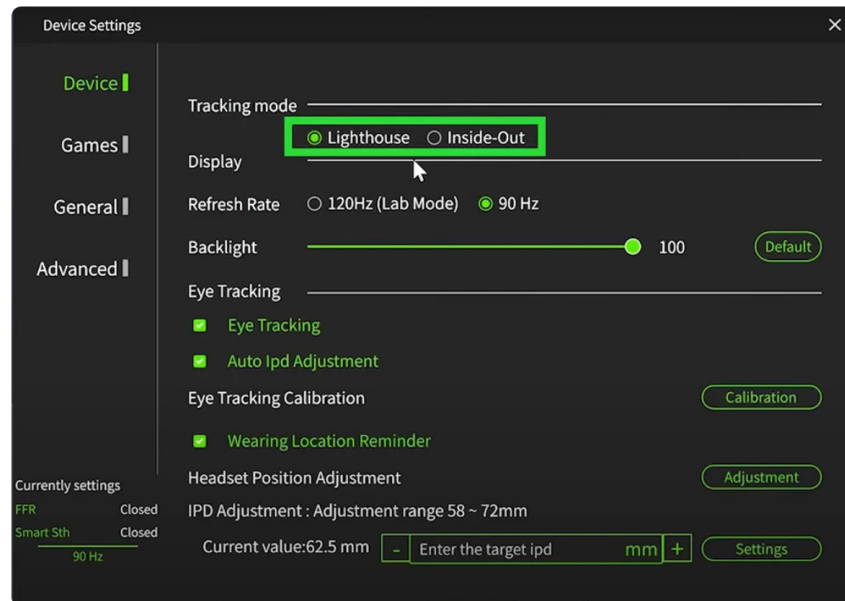 Device Settings
Device
Games
General
Advanced
Tracking mode
Lighthouse Inside-Out
Display
Refresh Rate 120Hz (Lab Mode) 90 Hz
Backlight 100 Default
Eye Tracking
Eye Tracking
Auto Ipd Adjustment
Eye Tracking Calibration Calibration
Wearing Location Reminder
Headset Position Adjustment Adjustment
IPD Adjustment : Adjustment range 58 ~ 72mm
Current value:62.5 mm - Enter the target ipd mm + Settings
Currently settings
FFR Closed
Smart Sth Closed
90 Hz